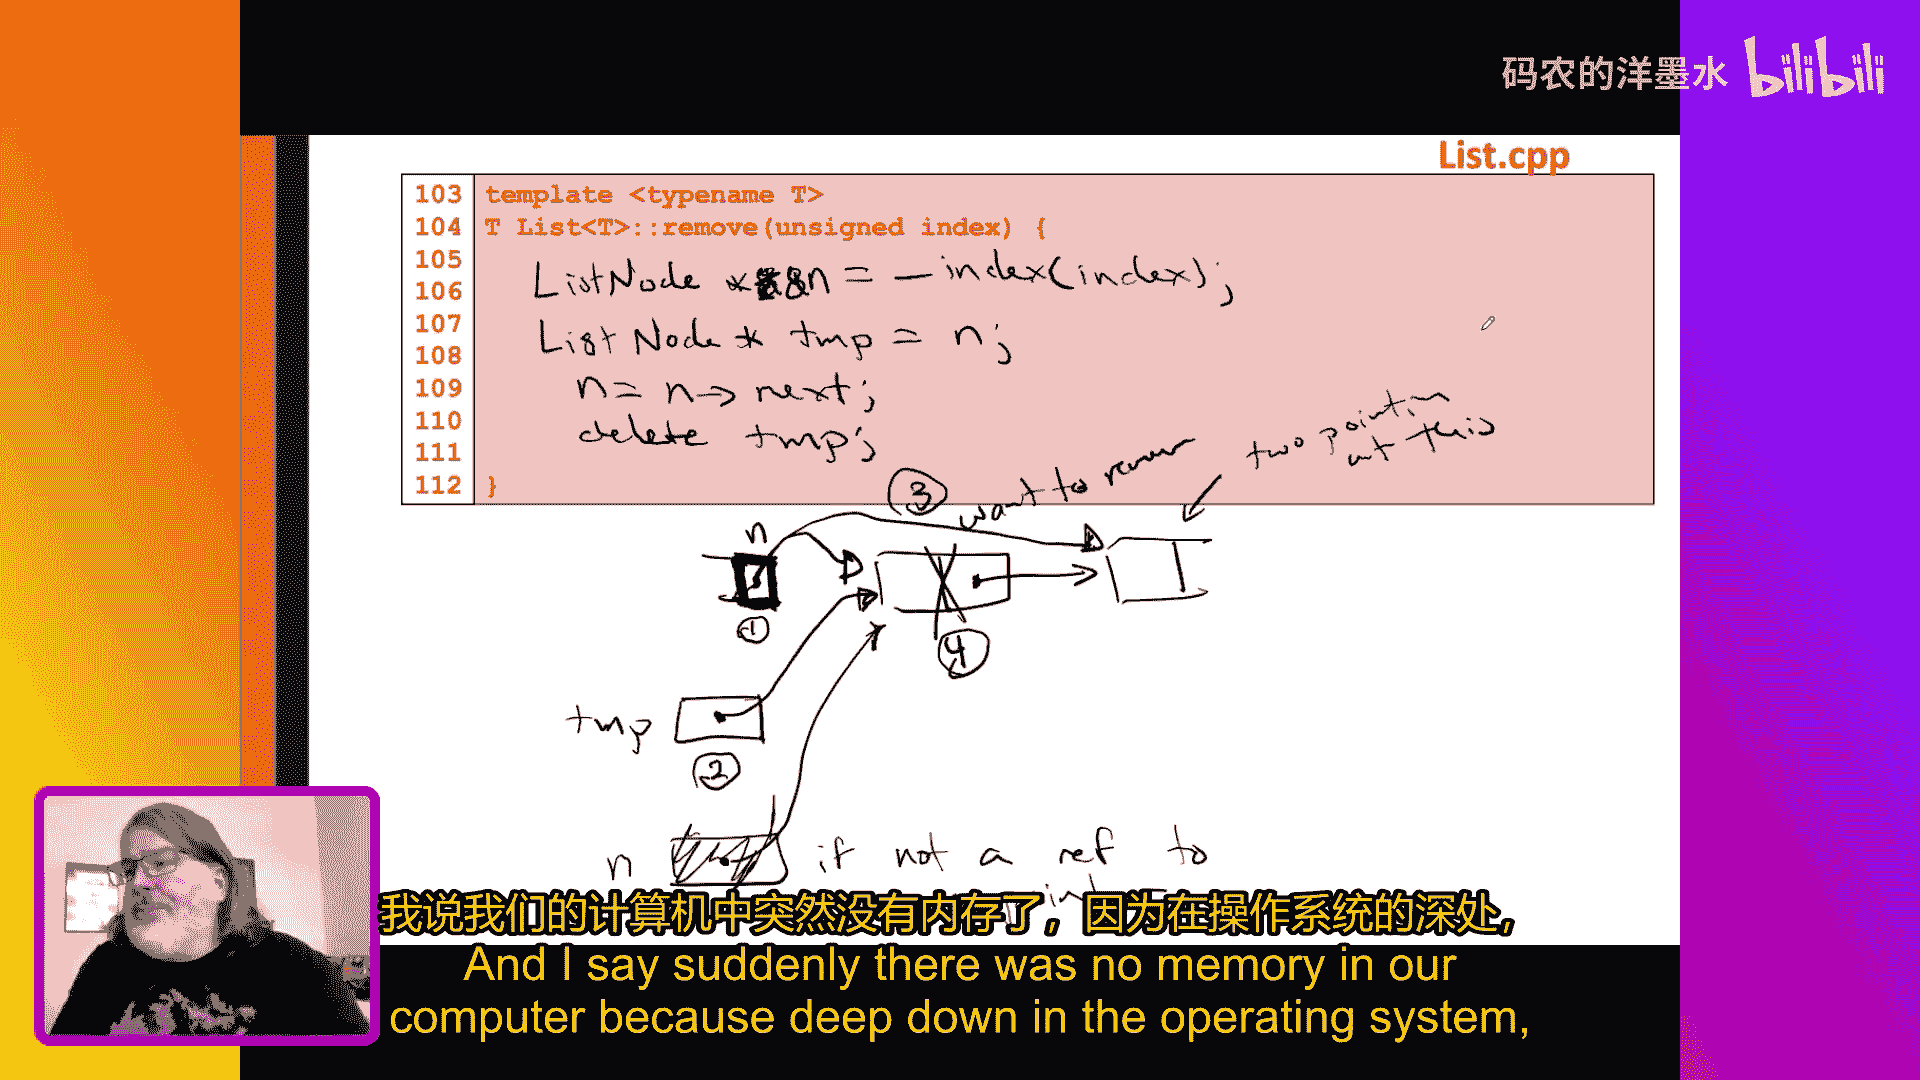 码农的洋墨水 bilibili
List.cpp
103 template <typename T>
104 T List<T>::remove(unsigned index) {
105
106 ListNode *&n = _index(index);
107
108 ListNode * tmp = n;
109 n = n -> next;
110 delete tmp;
111
112 }
two pointin
at this
3 want to remove
n
1
4
tmp
2
n if not a ref to
我说我们的计算机中突然没有内存了，因为在操作系统的深处，
And I say suddenly there was no memory in our
computer because deep down in the operating system,